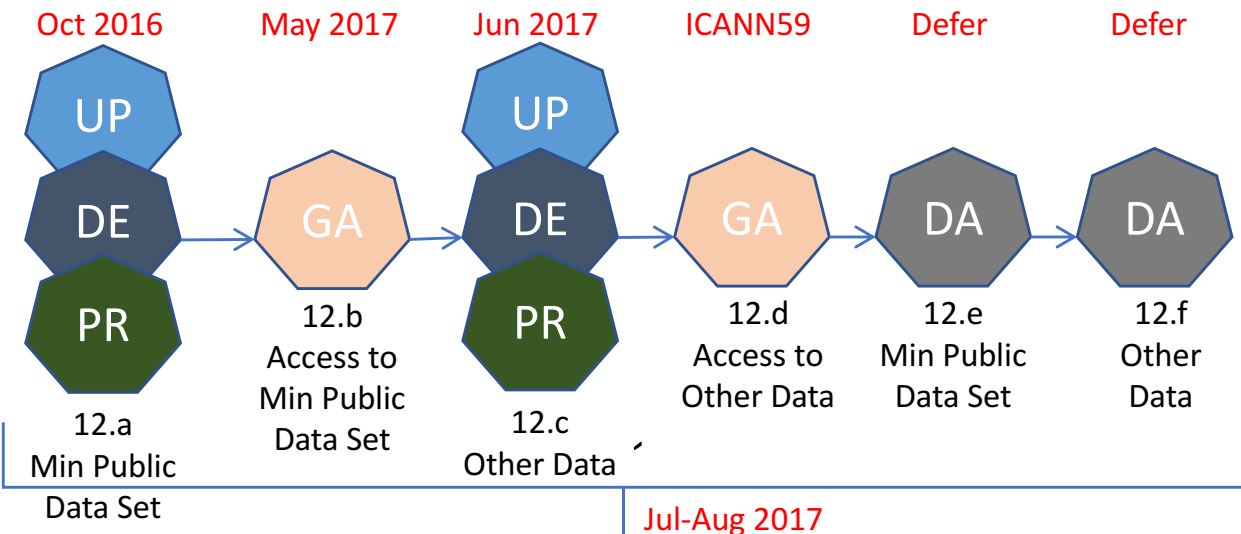 Oct 2016
May 2017
Jun 2017
ICANN59
Defer
Defer
UP
DE
PR
12.a
Min Public
Data Set
GA
12.b
Access to
Min Public
Data Set
UP
DE
PR
12.c
Other Data
GA
12.d
Access to
Other Data
DA
12.e
Min Public
Data Set
DA
12.f
Other
Data
Jul-Aug 2017